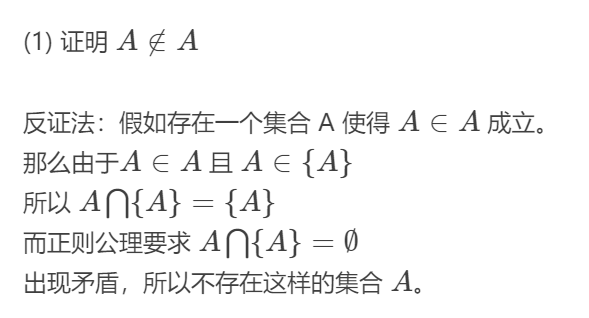 (1) 证明 A ∉ A
反证法：假如存在一个集合 A 使得 A ∈ A 成立。
那么由于A ∈ A 且 A ∈ {A}
所以 A⋂{A} = {A}
而正则公理要求 A⋂{A} = ∅
出现矛盾，所以不存在这样的集合 A。